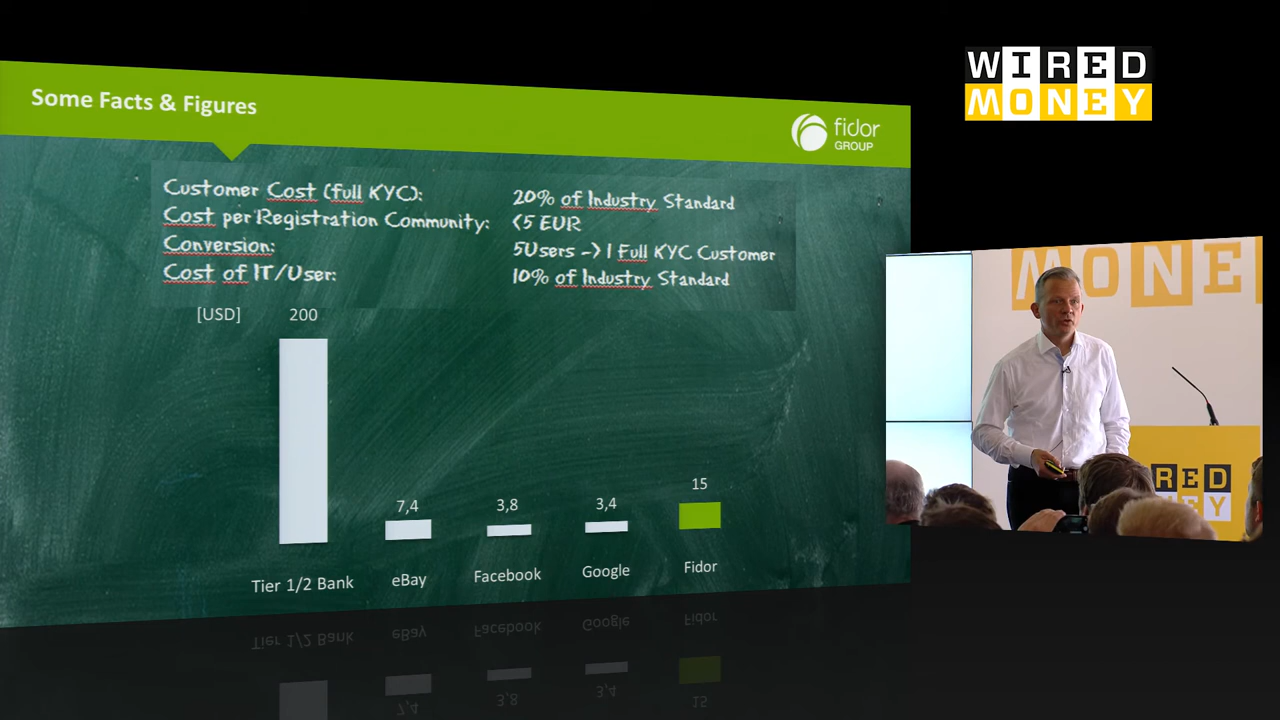 WIRED
MONEY
Some Facts & Figures
fidor
GROUP
Customer Cost (full KYC): 20% of Industry Standard
Cost per Registration Community: <5 EUR
Conversion: 5Users -> 1 Full KYC Customer
Cost of IT/User: 10% of Industry Standard
[USD] 200
7,4 3,8 3,4 15
Tier 1/2 Bank eBay Facebook Google Fidor
MONEY
RED
EY